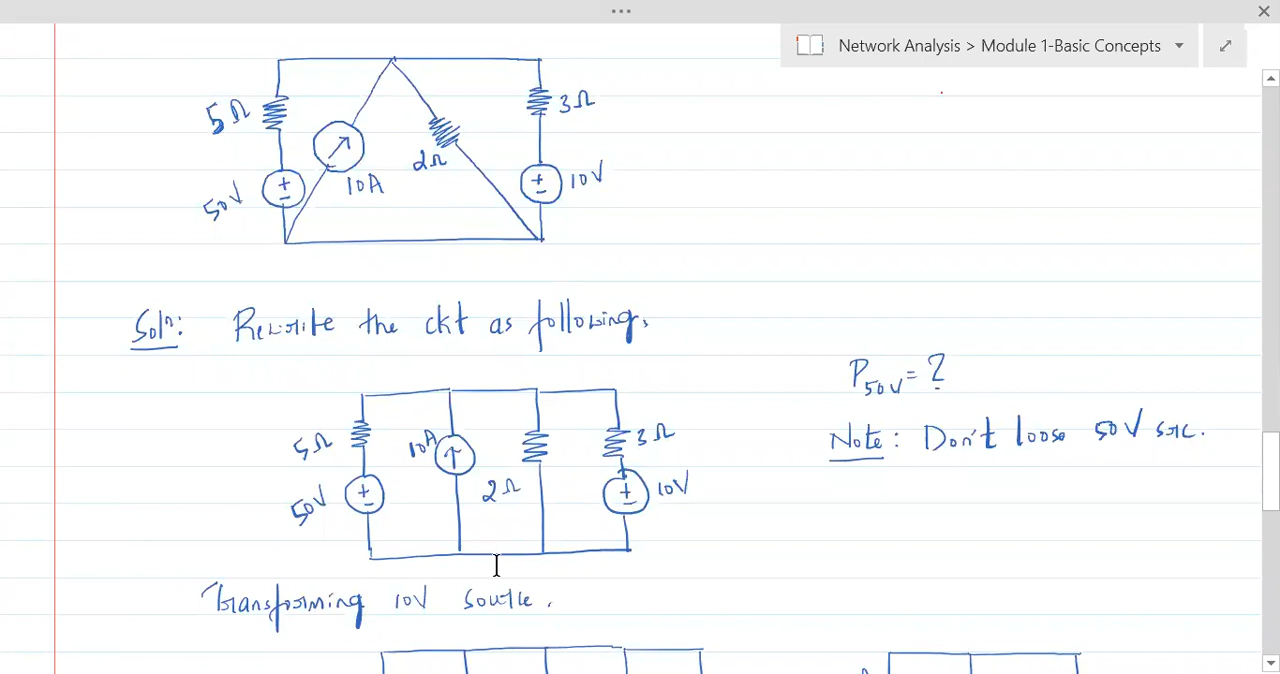 Network Analysis > Module 1-Basic Concepts
5Ω
3Ω
2Ω
50V
10A
10V
Soln: Rewrite the ckt as following.
P50V = ?
5Ω
10A
3Ω
Note: Don't loose 50V src.
50V
2Ω
10V
Transforming 10V source.